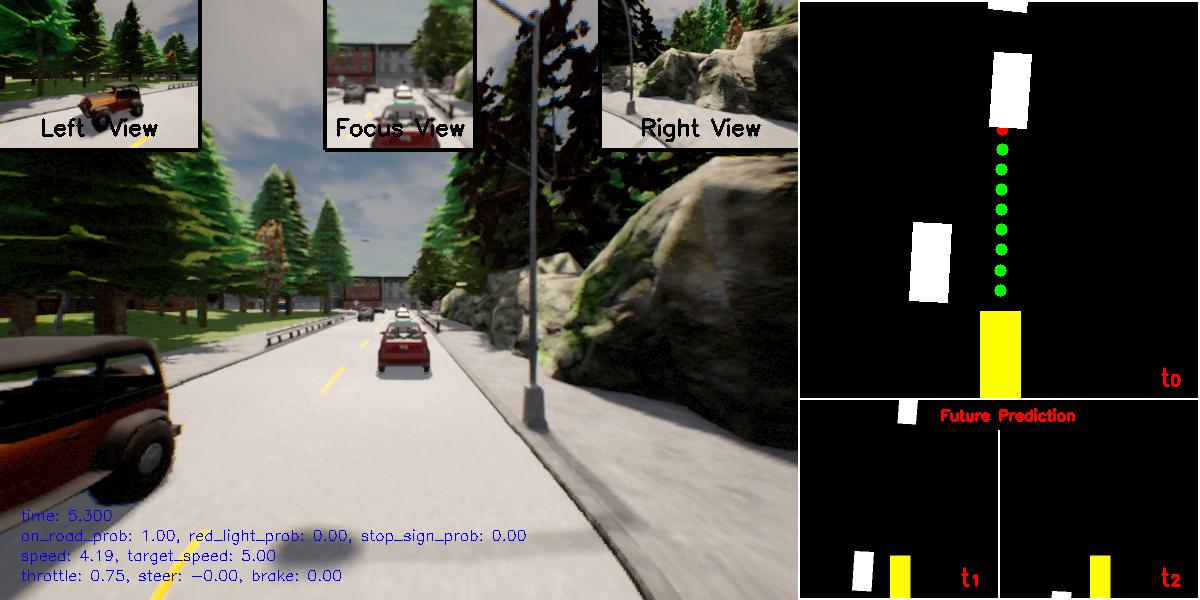 Left View
Focus View
Right View
t0
Future Prediction
time: 5.300
on_road_prob: 1.00, red_light_prob: 0.00, stop_sign_prob: 0.00
speed: 4.19, target_speed: 5.00
throttle: 0.75, steer: −0.00, brake: 0.00
t1
t2